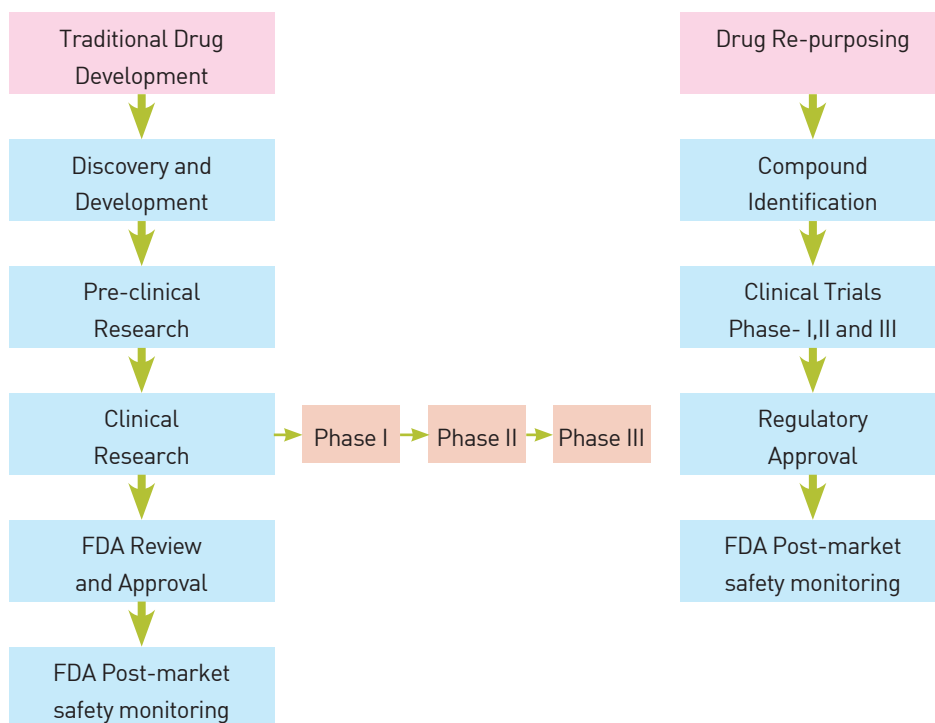 Traditional Drug
Development
Discovery and
Development
Pre-clinical
Research
Clinical
Research
Phase I
Phase II
Phase III
FDA Review
and Approval
FDA Post-market
safety monitoring
Drug Re-purposing
Compound
Identification
Clinical Trials
Phase- I,II and III
Regulatory
Approval
FDA Post-market
safety monitoring